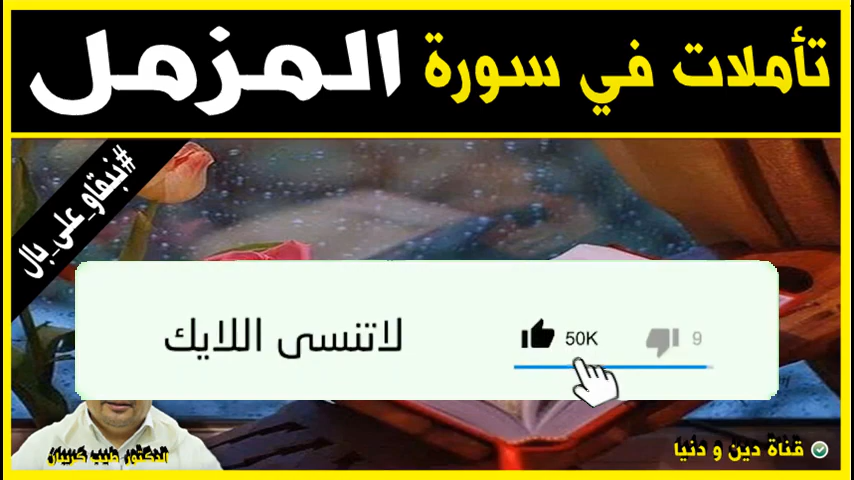 تأملات في سورة المزمل
#نبقاو_على_بال
لاتنسى اللايك
50K
9
الدكتور طيب كريبان
قناة دين و دنيا